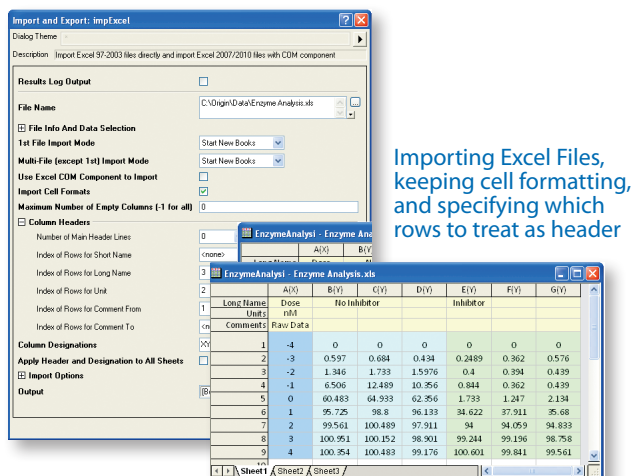 Import and Export: impExcel
Dialog Theme *
Description Import Excel 97-2003 files directly and import Excel 2007/2010 files with COM component
Results Log Output
File Name C:\Origin\Data\Enzyme Analysis.xls
File Info And Data Selection
1st File Import Mode Start New Books
Multi-File (except 1st) Import Mode Start New Books
Use Excel COM Component to Import
Import Cell Formats
Maximum Number of Empty Columns (-1 for all) 0
Column Headers
Number of Main Header Lines 0
Index of Rows for Short Name <none>
Index of Rows for Long Name 3
Index of Rows for Unit 2
Index of Rows for Comment From 1
Index of Rows for Comment To <n
Column Designations XY
Apply Header and Designation to All Sheets
Import Options
Output [B
Importing Excel Files,
keeping cell formatting,
and specifying which
rows to treat as header
EnzymeAnalysi - Enzyme Ana
A(X) B(Y
EnzymeAnalysi - Enzyme Analysis.xls
A(X) B(Y) C(Y) D(Y) E(Y) F(Y) G(Y)
Long Name Dose No Inhibitor Inhibitor
Units nM
Comments Raw Data
1 -4 0 0 0 0 0 0
2 -3 0.597 0.684 0.434 0.2489 0.362 0.576
3 -2 1.346 1.733 1.5976 0.4 0.394 0.439
4 -1 6.506 12.489 10.356 0.844 0.362 0.439
5 0 60.483 64.933 62.356 1.733 1.247 2.134
6 1 95.725 98.8 96.133 34.622 37.911 35.68
7 2 99.561 100.489 97.911 94 94.059 94.833
8 3 100.951 100.152 98.901 99.244 99.196 98.758
9 4 100.354 100.483 99.176 100.601 99.841 99.561
Sheet1 Sheet2 Sheet3